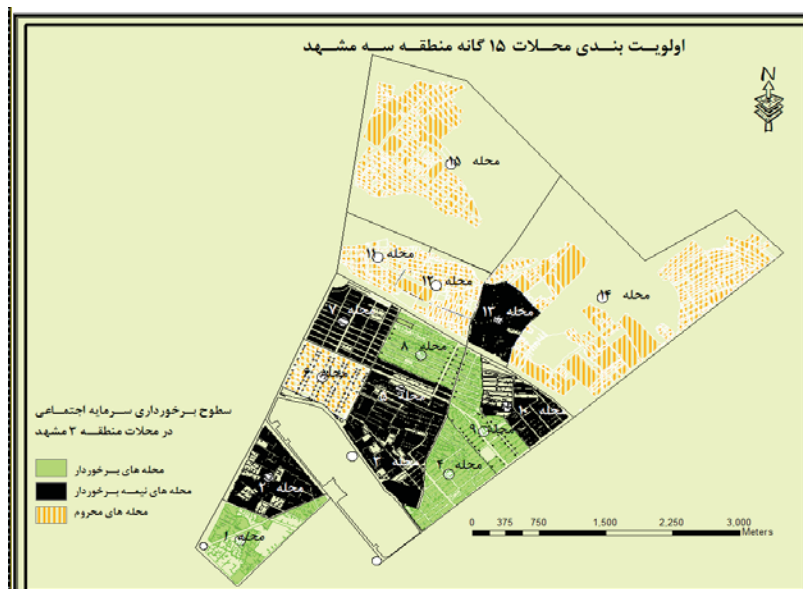 اولویت بندی محلات ۱۵ گانه منطقه سه مشهد
N
محله ۱۵
محله ۱۱
محله ۱۲
محله ۱۴
محله ۱۳
محله ۷
محله ۸
محله ۶
محله ۵
محله ۱۰
محله ۹
محله ۳
محله ۴
محله ۲
محله ۱
سطوح برخورداری سرمایه اجتماعی
در محلات منطقه ۳ مشهد
محله های برخوردار
محله های نیمه برخوردار
محله های محروم
0 375 750 1,500 2,250 3,000
Meters